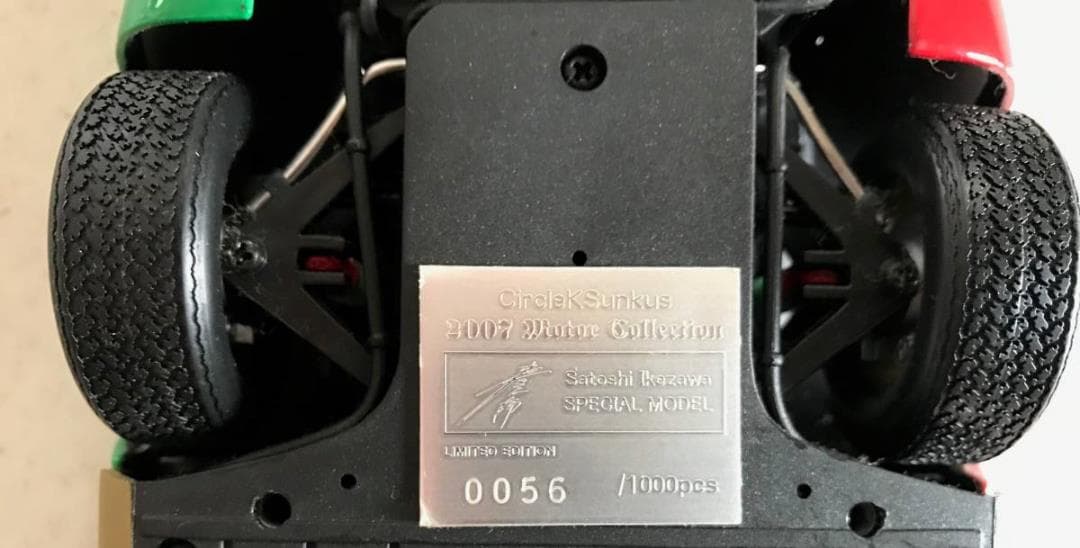 CircleKSunkus
2007 Motor Collection
Satoshi Ikezawa
SPECIAL MODEL
LIMITED EDITION
0056 /1000pcs